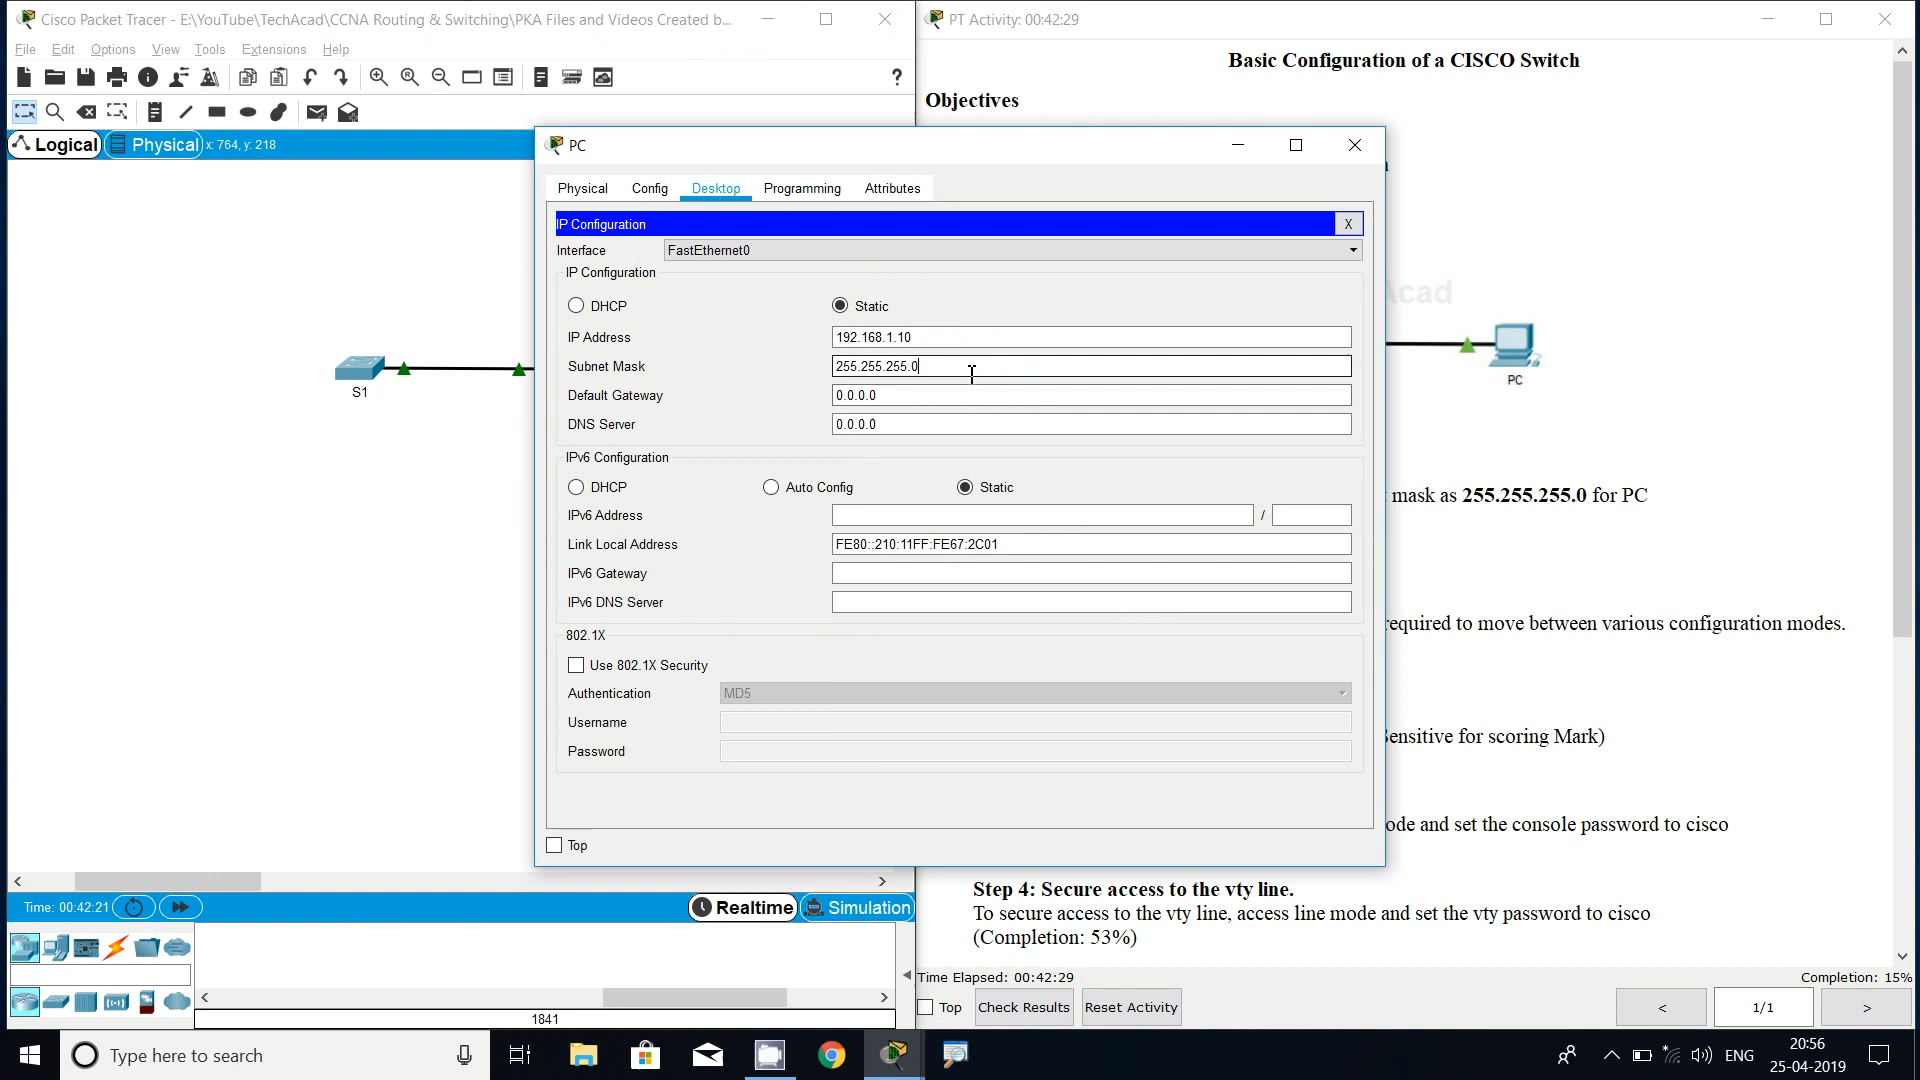 Cisco Packet Tracer - E:\YouTube\TechAcad\CCNA Routing & Switching\PKA Files and Videos Created b...
File Edit Options View Tools Extensions Help
?
Logical Physical x: 764, y: 218
S1
Time: 00:42:21
Realtime Simulation
1841
PC
Physical Config Desktop Programming Attributes
IP Configuration X
Interface FastEthernet0
IP Configuration
DHCP Static
IP Address 192.168.1.10
Subnet Mask 255.255.255.0
Default Gateway 0.0.0.0
DNS Server 0.0.0.0
IPv6 Configuration
DHCP Auto Config Static
IPv6 Address /
Link Local Address FE80::210:11FF:FE67:2C01
IPv6 Gateway
IPv6 DNS Server
802.1X
Use 802.1X Security
Authentication MD5
Username
Password
Top
PT Activity: 00:42:29
Basic Configuration of a CISCO Switch
Objectives
Acad
PC
mask as 255.255.255.0 for PC
required to move between various configuration modes.
Sensitive for scoring Mark)
ode and set the console password to cisco
Step 4: Secure access to the vty line.
To secure access to the vty line, access line mode and set the vty password to cisco
(Completion: 53%)
Time Elapsed: 00:42:29 Completion: 15%
Top Check Results Reset Activity < 1/1 >
Type here to search
ENG
20:56
25-04-2019